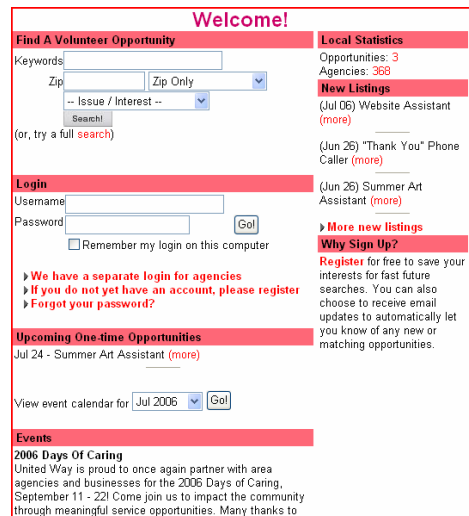 Welcome!
Find A Volunteer Opportunity
Keywords
Zip Zip Only
-- Issue / Interest --
Search!
(or, try a full search)
Login
Username
Password Go!
Remember my login on this computer
We have a separate login for agencies
If you do not yet have an account, please register
Forgot your password?
Upcoming One-time Opportunities
Jul 24 - Summer Art Assistant (more)
View event calendar for Jul 2006 Go!
Events
2006 Days Of Caring
United Way is proud to once again partner with area
agencies and businesses for the 2006 Days of Caring,
September 11 - 22! Come join us to impact the community
through meaningful service opportunities. Many thanks to
Local Statistics
Opportunities: 3
Agencies: 368
New Listings
(Jul 06) Website Assistant
(more)
(Jun 26) "Thank You" Phone
Caller (more)
(Jun 26) Summer Art
Assistant (more)
More new listings
Why Sign Up?
Register for free to save your
interests for fast future
searches. You can also
choose to receive email
updates to automatically let
you know of any new or
matching opportunities.